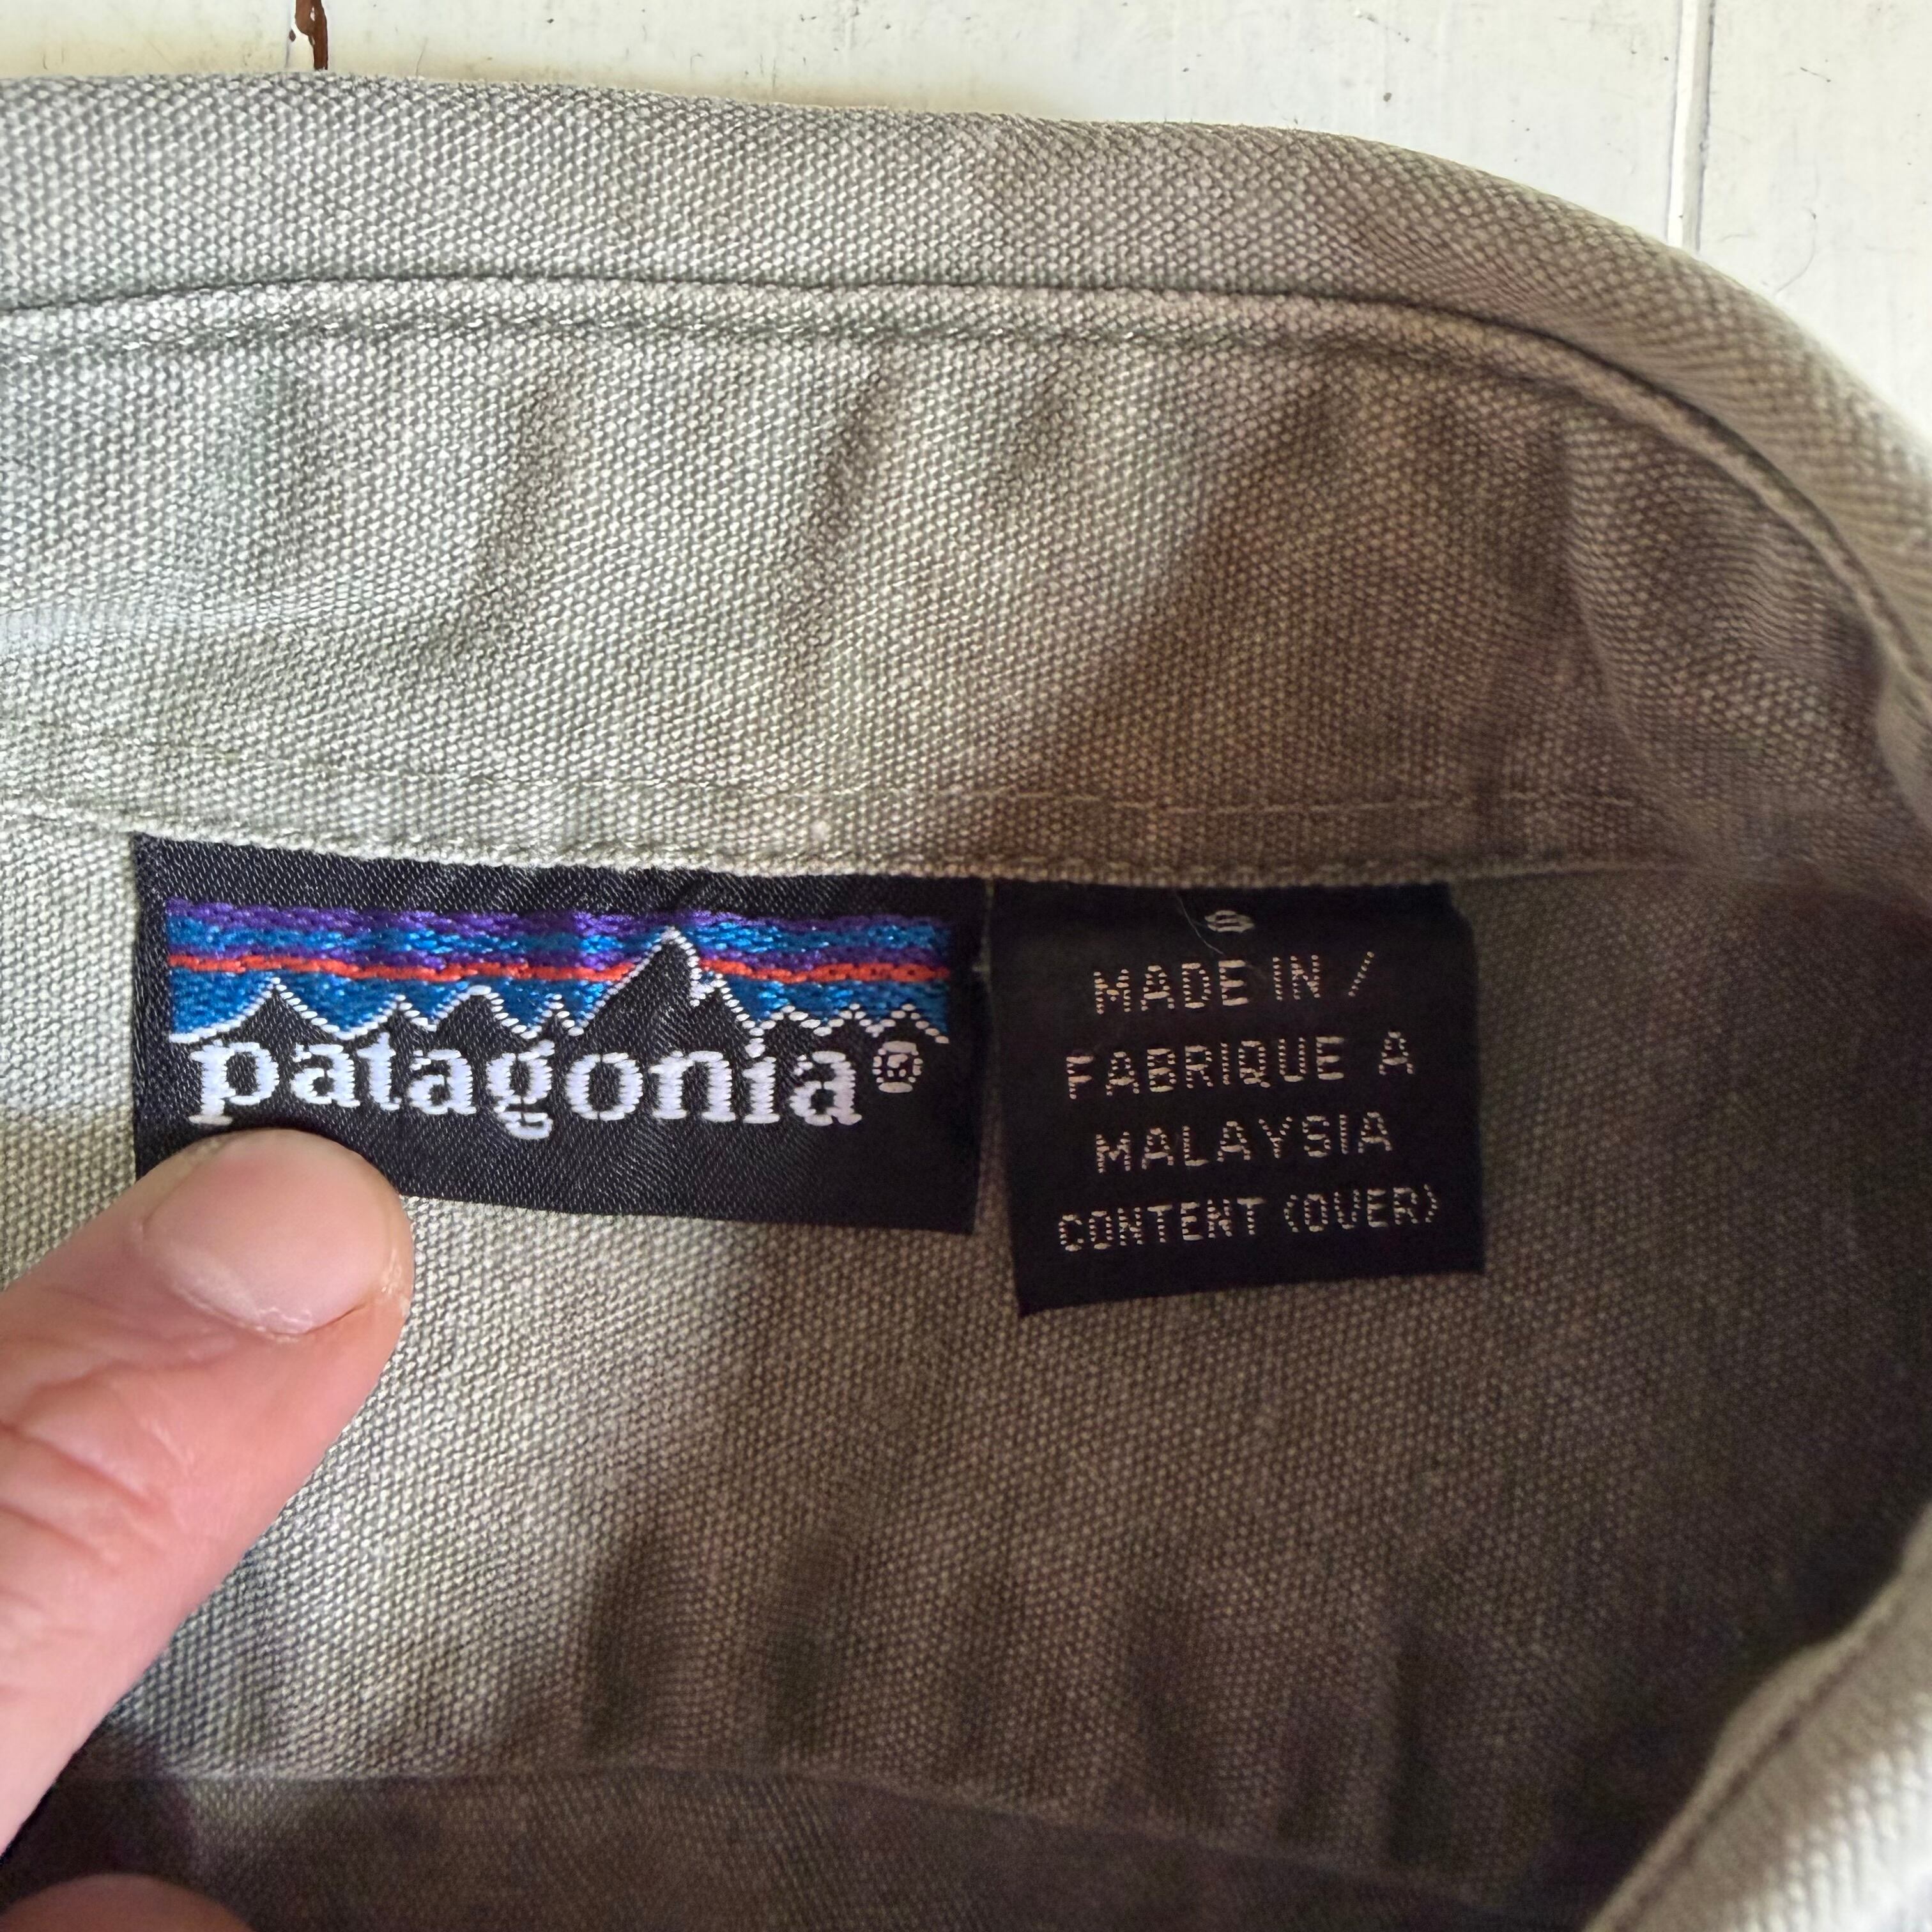 patagonia®
S
MADE IN /
FABRIQUE A
MALAYSIA
CONTENT (OVER)